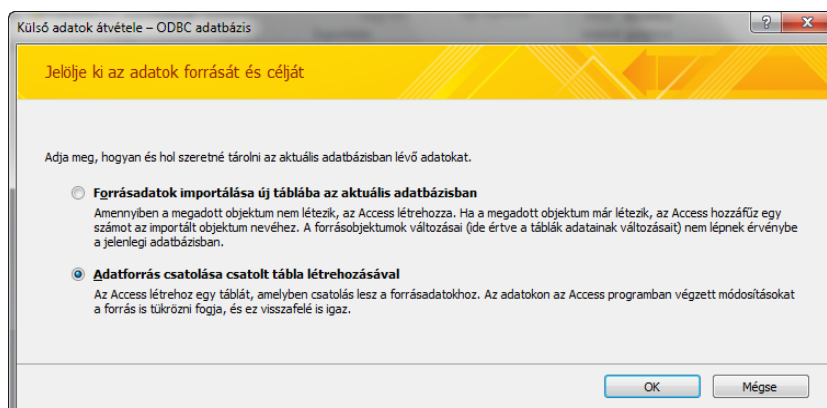 Külső adatok átvétele – ODBC adatbázis
Jelölje ki az adatok forrását és célját
Adja meg, hogyan és hol szeretné tárolni az aktuális adatbázisban lévő adatokat.
Forrásadatok importálása új táblába az aktuális adatbázisban
Amennyiben a megadott objektum nem létezik, az Access létrehozza. Ha a megadott objektum már létezik, az Access hozzáfűz egy
számot az importált objektum nevéhez. A forrásobjektumok változásai (ide értve a táblák adatainak változásait) nem lépnek érvénybe
a jelenlegi adatbázisban.
Adatforrás csatolása csatolt tábla létrehozásával
Az Access létrehoz egy táblát, amelyben csatolás lesz a forrásadatokhoz. Az adatokon az Access programban végzett módosításokat
a forrás is tükrözni fogja, és ez visszafelé is igaz.
OK Mégse